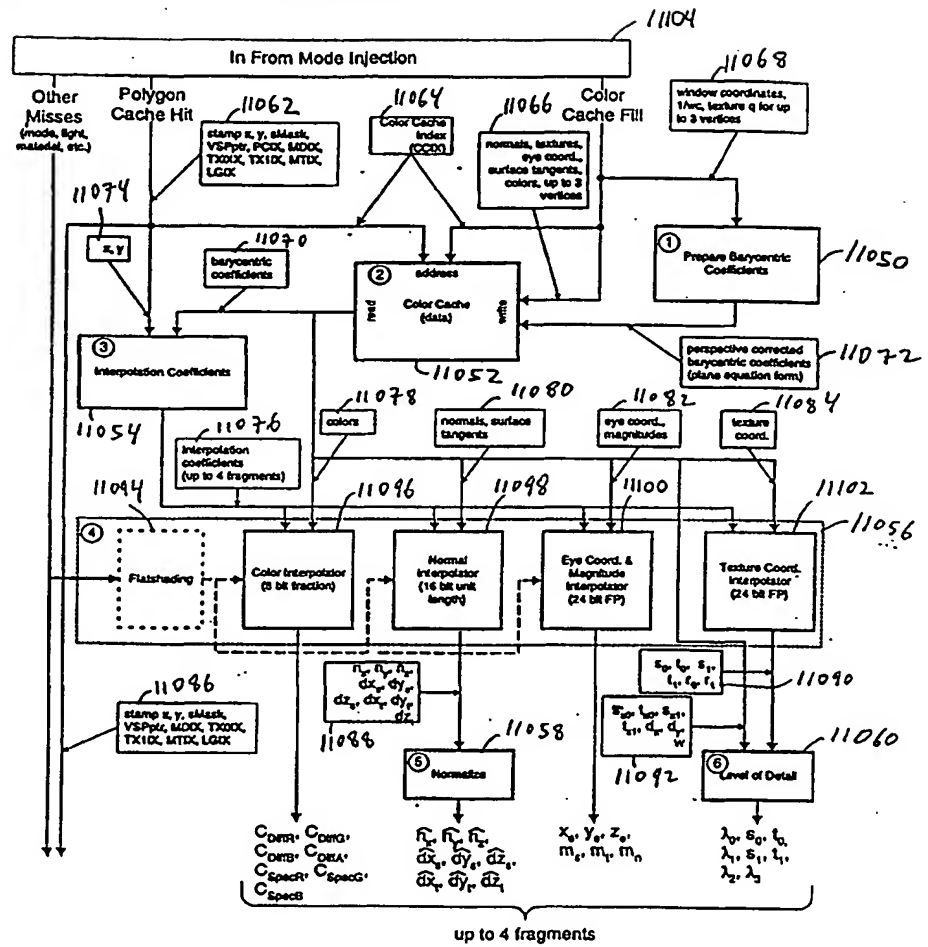 11104
In From Mode Injection
Other
Misses
(mode, light,
material, etc.)
Polygon
Cache Hit
11062
stamp x, y, sMask,
VSPptr, PCIX, MDIX,
TX0IX, TX1IX, MTIX,
LGIX
11064
Color Cache
Index
(CCIX)
11066
normals, textures,
eye coord.,
surface tangents,
colors, up to 3
vertices
Color
Cache Fill
11068
window coordinates,
1/wc, texture q for up
to 3 vertices
11074
x, y
11070
barycentric
coefficients
address
2
Color Cache
(data)
read
write
11052
1
Prepare Barycentric
Coefficients
11050
perspective corrected
barycentric coefficients
(plane equation form)
11072
3
Interpolation Coefficients
11054
11076
Interpolation
coefficients
(up to 4 fragments)
11078
colors
11080
normals, surface
tangents
11082
eye coord.,
magnitudes
11084
texture
coord.
11094
11096
11098
11100
11102
11056
4
Flatshading
Color Interpolator
(8 bit fraction)
Normal
Interpolator
(16 bit unit
length)
Eye Coord. &
Magnitude
Interpolator
(24 bit FP)
Texture Coord.
Interpolator
(24 bit FP)
11086
stamp x, y, sMask,
VSPptr, MDIX, TX0IX,
TX1IX, MTIX, LGIX
11088
11058
5
Normalize
11090
11092
11060
6
Level of Detail
C_DiffR, C_DiffG,
C_DiffB, C_DiffA,
C_SpecR, C_SpecG,
C_SpecB
up to 4 fragments